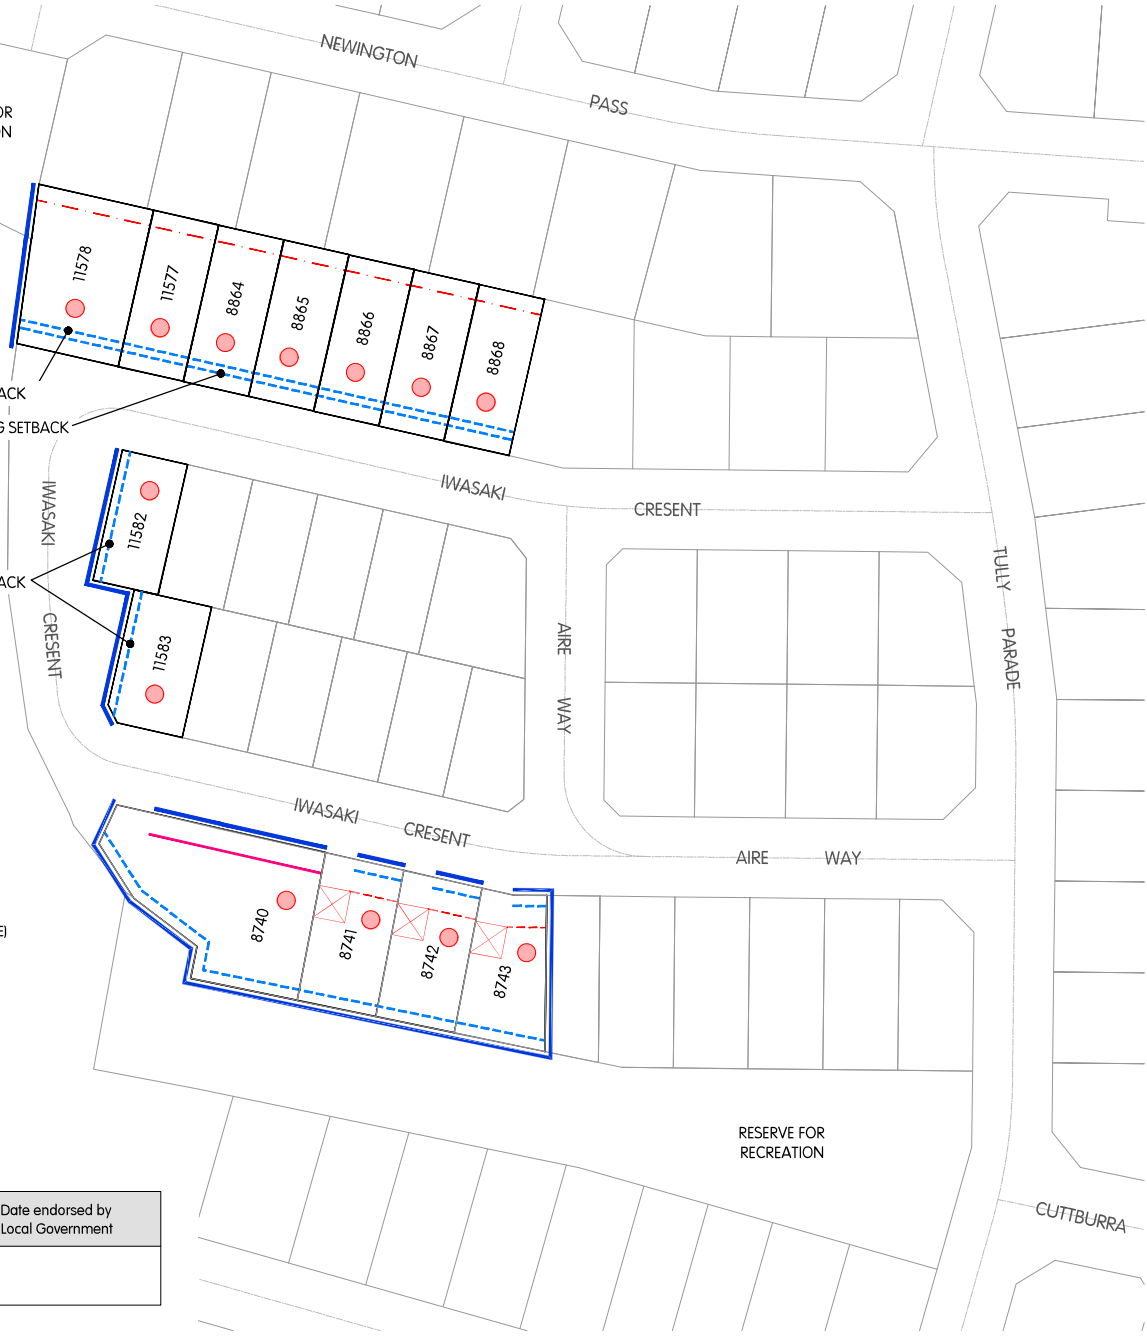 NEWINGTON
PASS
OR
ON
11578
11577
8864
8865
8866
8867
8868
ACK
G SETBACK
IWASAKI
CRESENT
IWASAKI
CRESENT
11582
11583
ACK
TULLY
PARADE
AIRE
WAY
IWASAKI
CRESENT
AIRE WAY
8740
8741
8742
8743
E)
RESERVE FOR
RECREATION
Date endorsed by
Local Government
CUTTBURRA